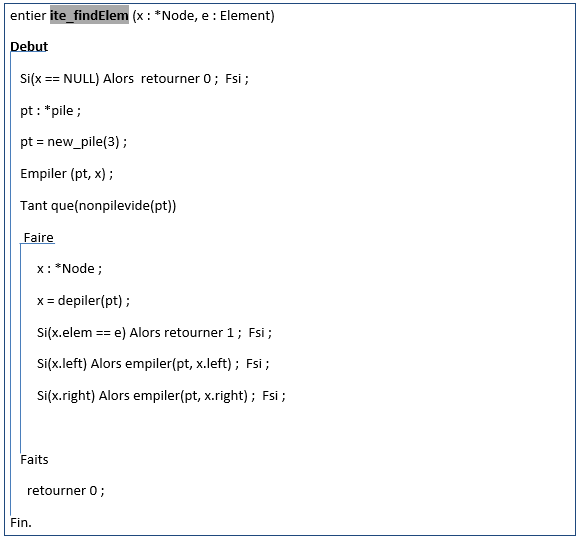 entier ite_findElem (x : *Node, e : Element)
Debut
Si(x == NULL) Alors retourner 0 ; Fsi ;
pt : *pile ;
pt = new_pile(3) ;
Empiler (pt, x) ;
Tant que(nonpilevide(pt))
Faire
x : *Node ;
x = depiler(pt) ;
Si(x.elem == e) Alors retourner 1 ; Fsi ;
Si(x.left) Alors empiler(pt, x.left) ; Fsi ;
Si(x.right) Alors empiler(pt, x.right) ; Fsi ;
Faits
retourner 0 ;
Fin.